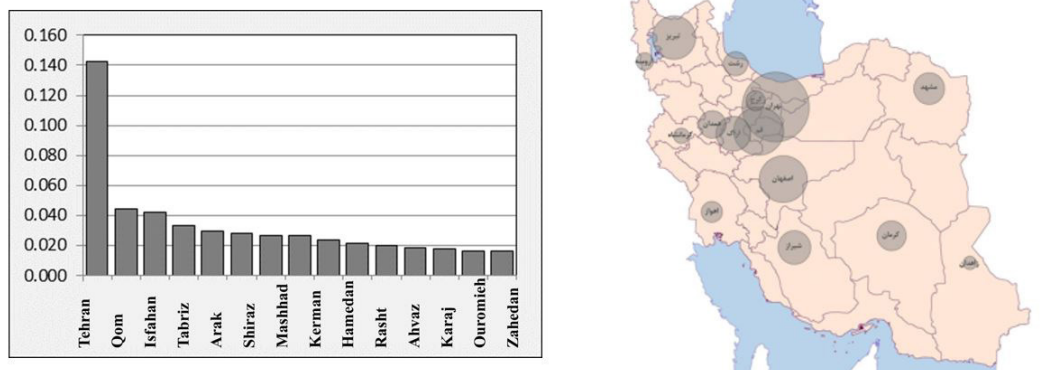 0.160
0.140
0.120
0.100
0.080
0.060
0.040
0.020
0.000
Tehran
Qom
Isfahan
Tabriz
Arak
Shiraz
Mashhad
Kerman
Hamedan
Rasht
Ahvaz
Karaj
Ouromieh
Zahedan
تبریز
رشت
مشهد
تهران
قم
اراک
همدان
کرمانشاه
اصفهان
اهواز
شیراز
کرمان
زاهدان